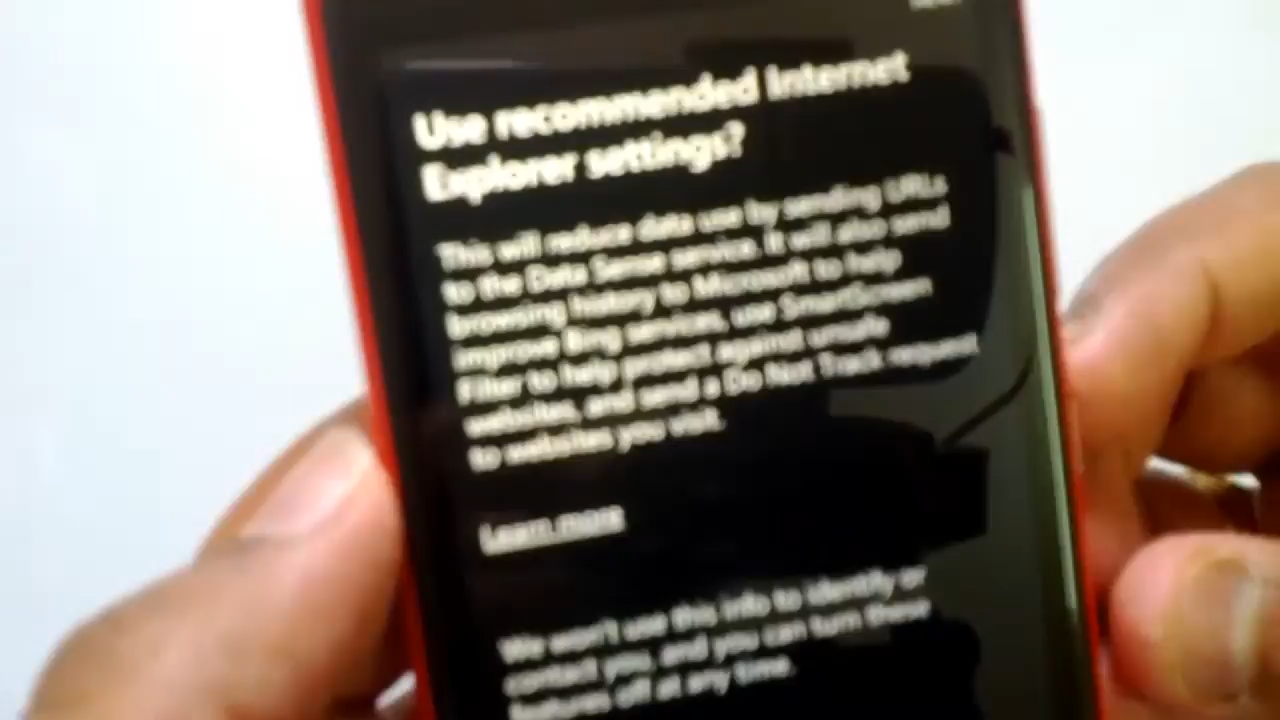 Use recommended Internet
Explorer settings?
This will reduce data use by sending URLs
to the Data Sense service. It will also send
browsing history to Microsoft to help
improve Bing services, use SmartScreen
Filter to help protect against unsafe
websites, and send a Do Not Track request
to websites you visit.
Learn more
We won't use this info to identify or
contact you, and you can turn these
features off at any time.